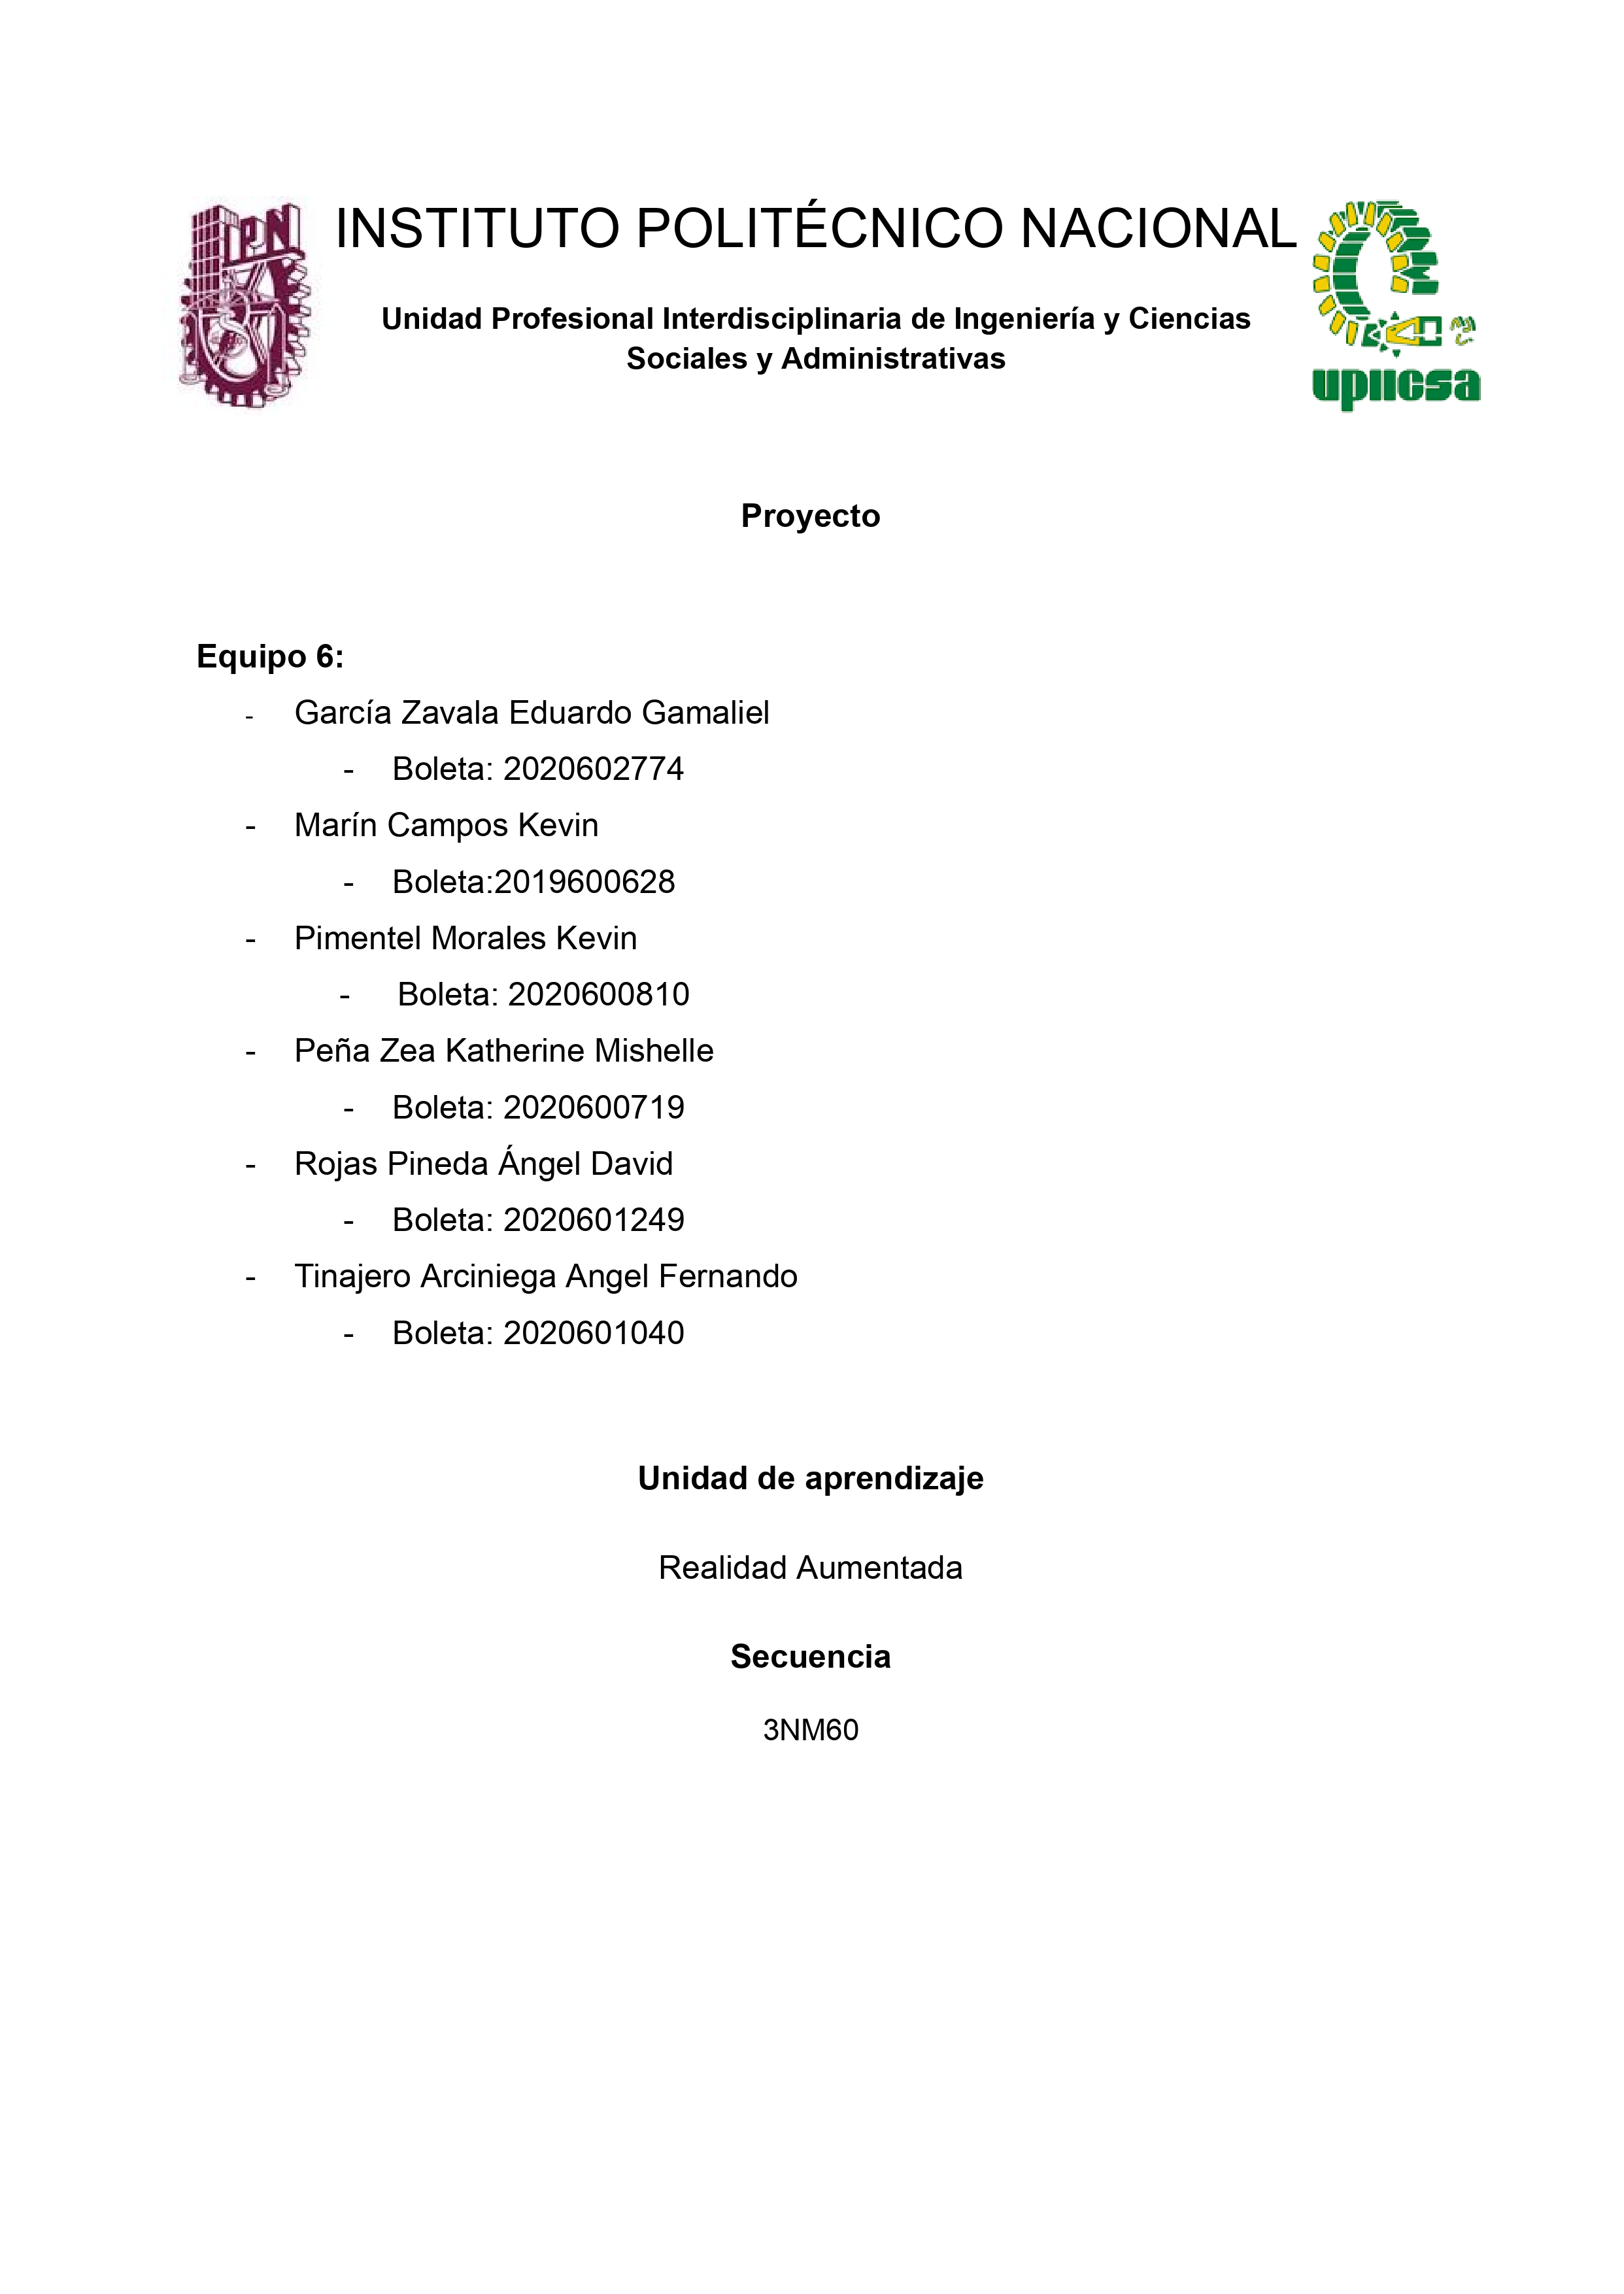 INSTITUTO POLITÉCNICO NACIONAL
Unidad Profesional Interdisciplinaria de Ingeniería y Ciencias
Sociales y Administrativas
IPN
upiicsa
Proyecto
Equipo 6:
- García Zavala Eduardo Gamaliel
- Boleta: 2020602774
- Marín Campos Kevin
- Boleta:2019600628
- Pimentel Morales Kevin
- Boleta: 2020600810
- Peña Zea Katherine Mishelle
- Boleta: 2020600719
- Rojas Pineda Ángel David
- Boleta: 2020601249
- Tinajero Arciniega Angel Fernando
- Boleta: 2020601040
Unidad de aprendizaje
Realidad Aumentada
Secuencia
3NM60